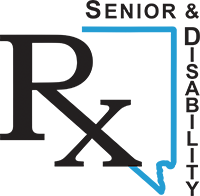 SENIOR &
DISABILITY
RX